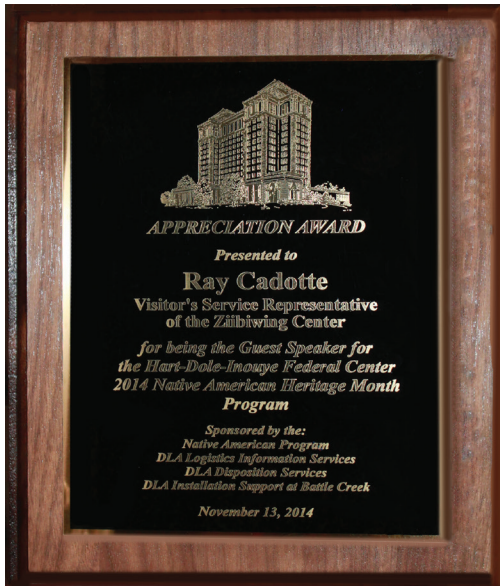 APPRECIATION AWARD
Presented to
Ray Cadotte
Visitor's Service Representative
of the Ziibiwing Center
for being the Guest Speaker for
the Hart-Dole-Inouye Federal Center
2014 Native American Heritage Month
Program
Sponsored by the:
Native American Program
DLA Logistics Information Services
DLA Disposition Services
DLA Installation Support at Battle Creek
November 13, 2014